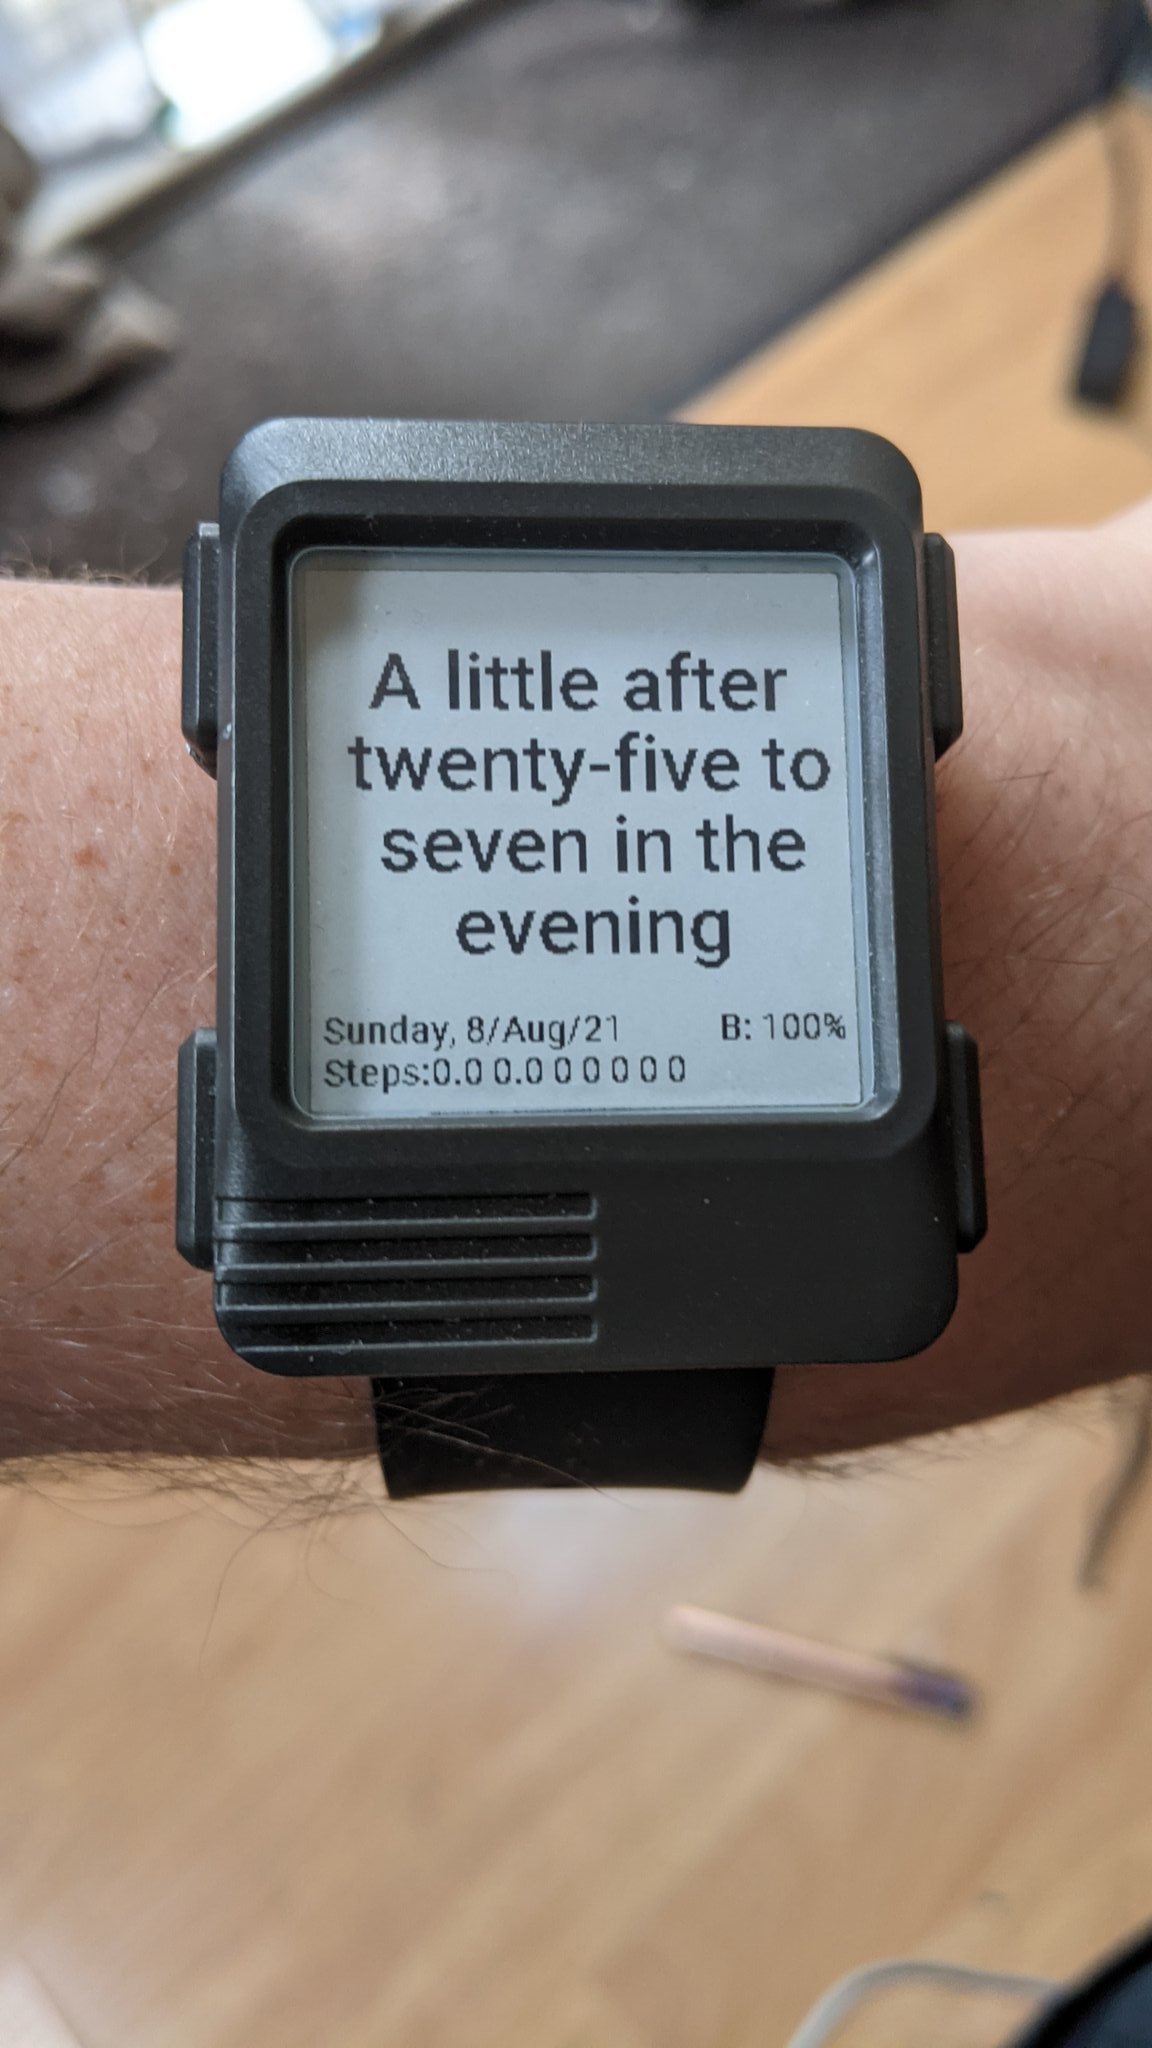 A little after
twenty-five to
seven in the
evening
Sunday, 8/Aug/21 B: 100%
Steps:0.0 0.0 0 0 0 0 0